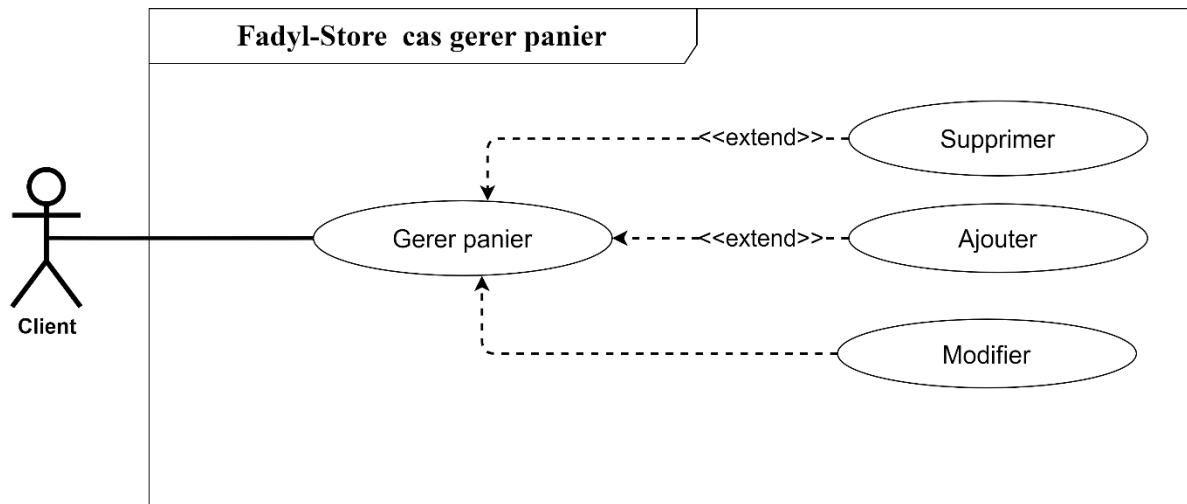 Fadyl-Store cas gerer panier
<<extend>>
Supprimer
Gerer panier
<<extend>>
Ajouter
Client
Modifier